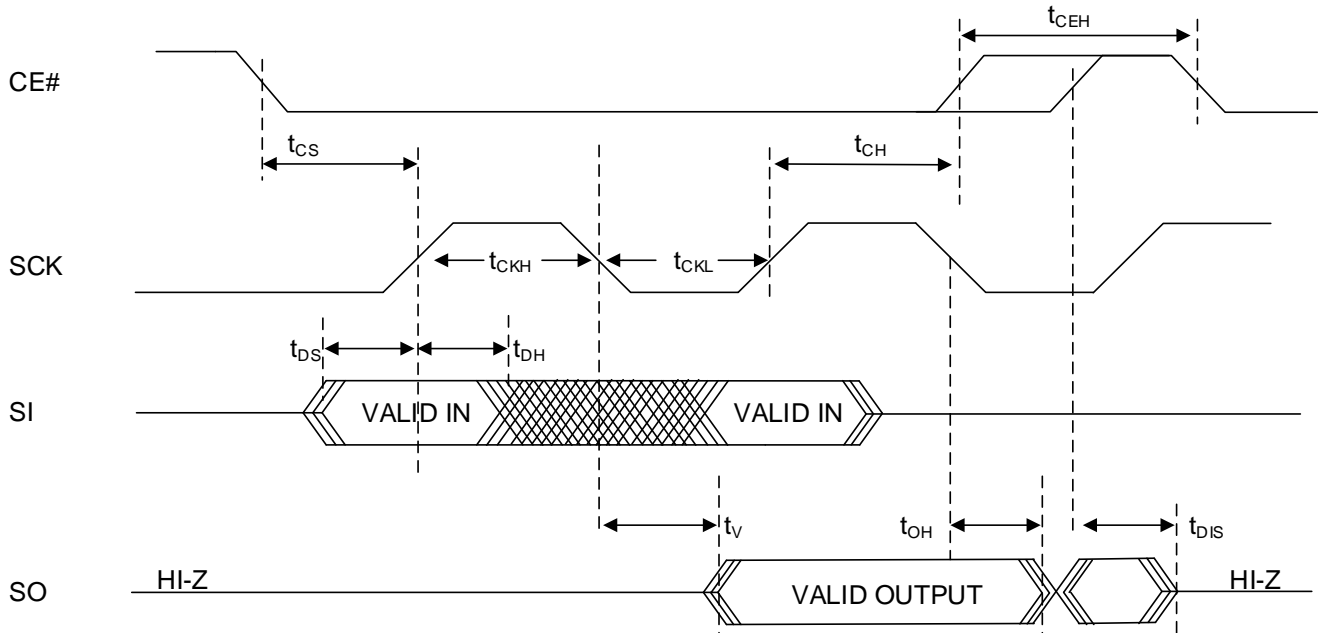 tCEH
CE#
tCS
tCH
SCK
tCKH
tCKL
tDS
tDH
SI
VALID IN
VALID IN
tV
tOH
tDIS
SO
HI-Z
VALID OUTPUT
HI-Z